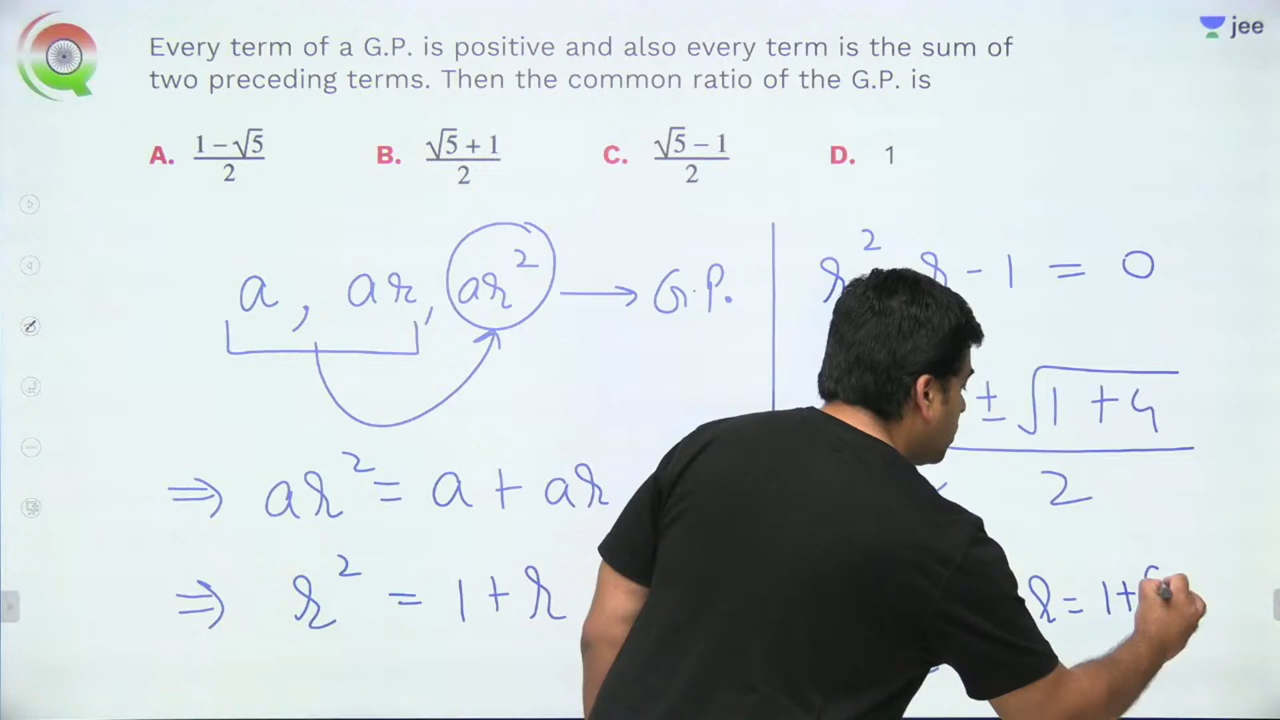 jee
Every term of a G.P. is positive and also every term is the sum of
two preceding terms. Then the common ratio of the G.P. is
A. (1 − √5)/2 B. (√5 + 1)/2 C. (√5 − 1)/2 D. 1
a, ar, ar² → G.P.
⇒ ar² = a + ar
⇒ r² = 1 + r
r² r - 1 = 0
± √(1 + 4)
2
r = 1 +